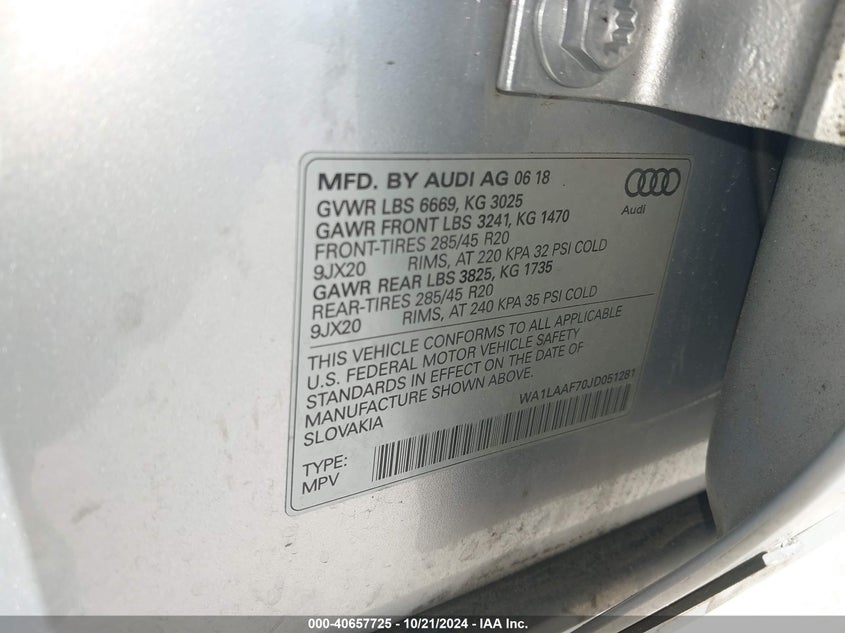 MFD. BY AUDI AG 06 18
Audi
GVWR LBS 6669, KG 3025
GAWR FRONT LBS 3241, KG 1470
FRONT-TIRES 285/45 R20
9JX20 RIMS, AT 220 KPA 32 PSI COLD
GAWR REAR LBS 3825, KG 1735
REAR-TIRES 285/45 R20
9JX20 RIMS, AT 240 KPA 35 PSI COLD
THIS VEHICLE CONFORMS TO ALL APPLICABLE
U.S. FEDERAL MOTOR VEHICLE SAFETY
STANDARDS IN EFFECT ON THE DATE OF
MANUFACTURE SHOWN ABOVE.
SLOVAKIA
WA1LAAF70JD051281
TYPE:
MPV
000-40657725 - 10/21/2024 - IAA Inc.